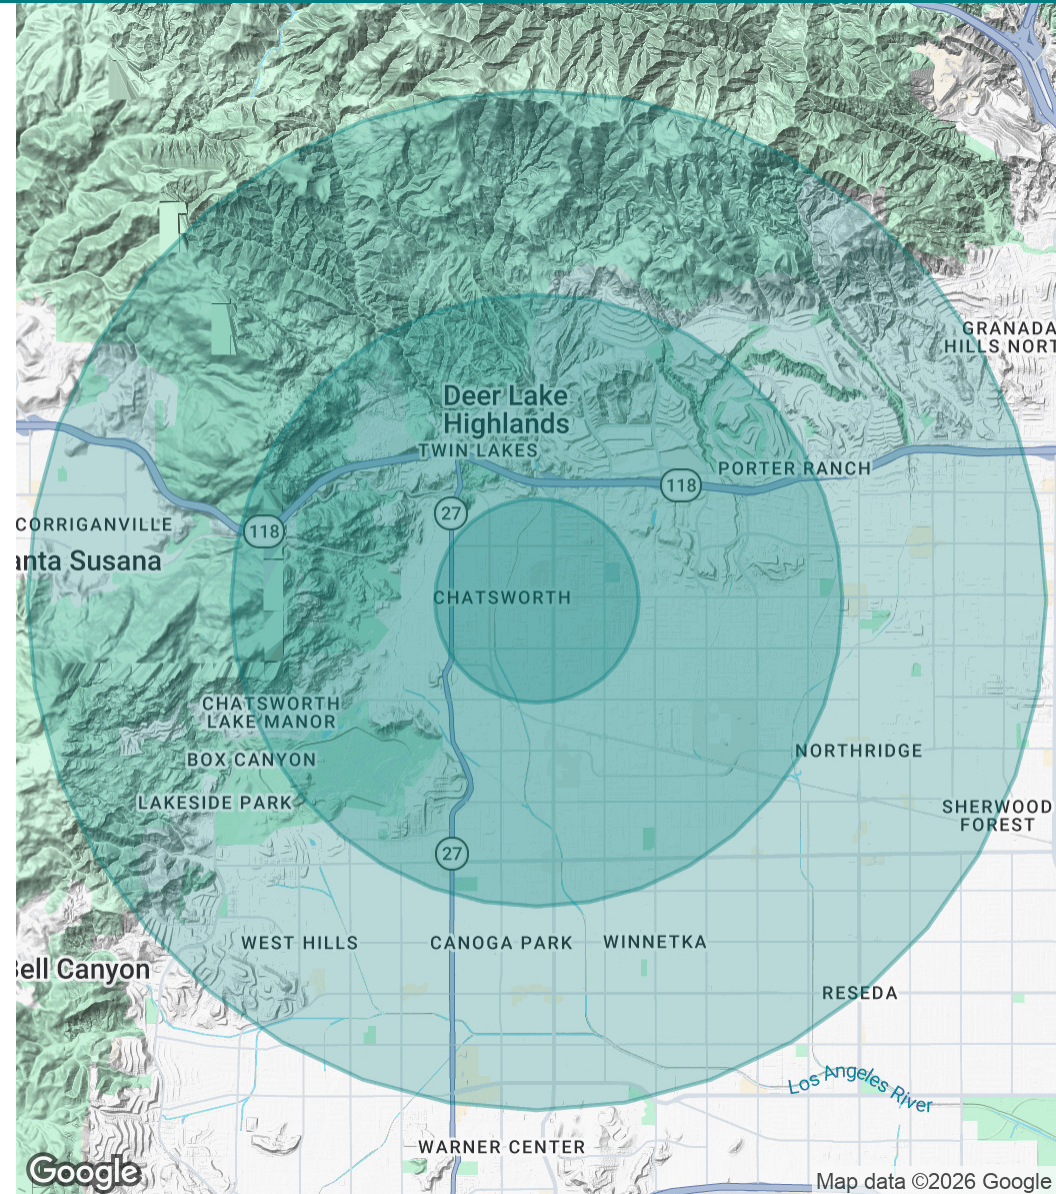 GRANADA
HILLS NORT
Deer Lake
Highlands
TWIN LAKES
PORTER RANCH
118
27
CORRIGANVILLE
118
anta Susana
CHATSWORTH
CHATSWORTH
LAKE MANOR
BOX CANYON
NORTHRIDGE
LAKESIDE PARK
SHERWOOD
FOREST
27
WEST HILLS
CANOGA PARK
WINNETKA
Bell Canyon
RESEDA
Los Angeles River
WARNER CENTER
Google
Map data ©2026 Google